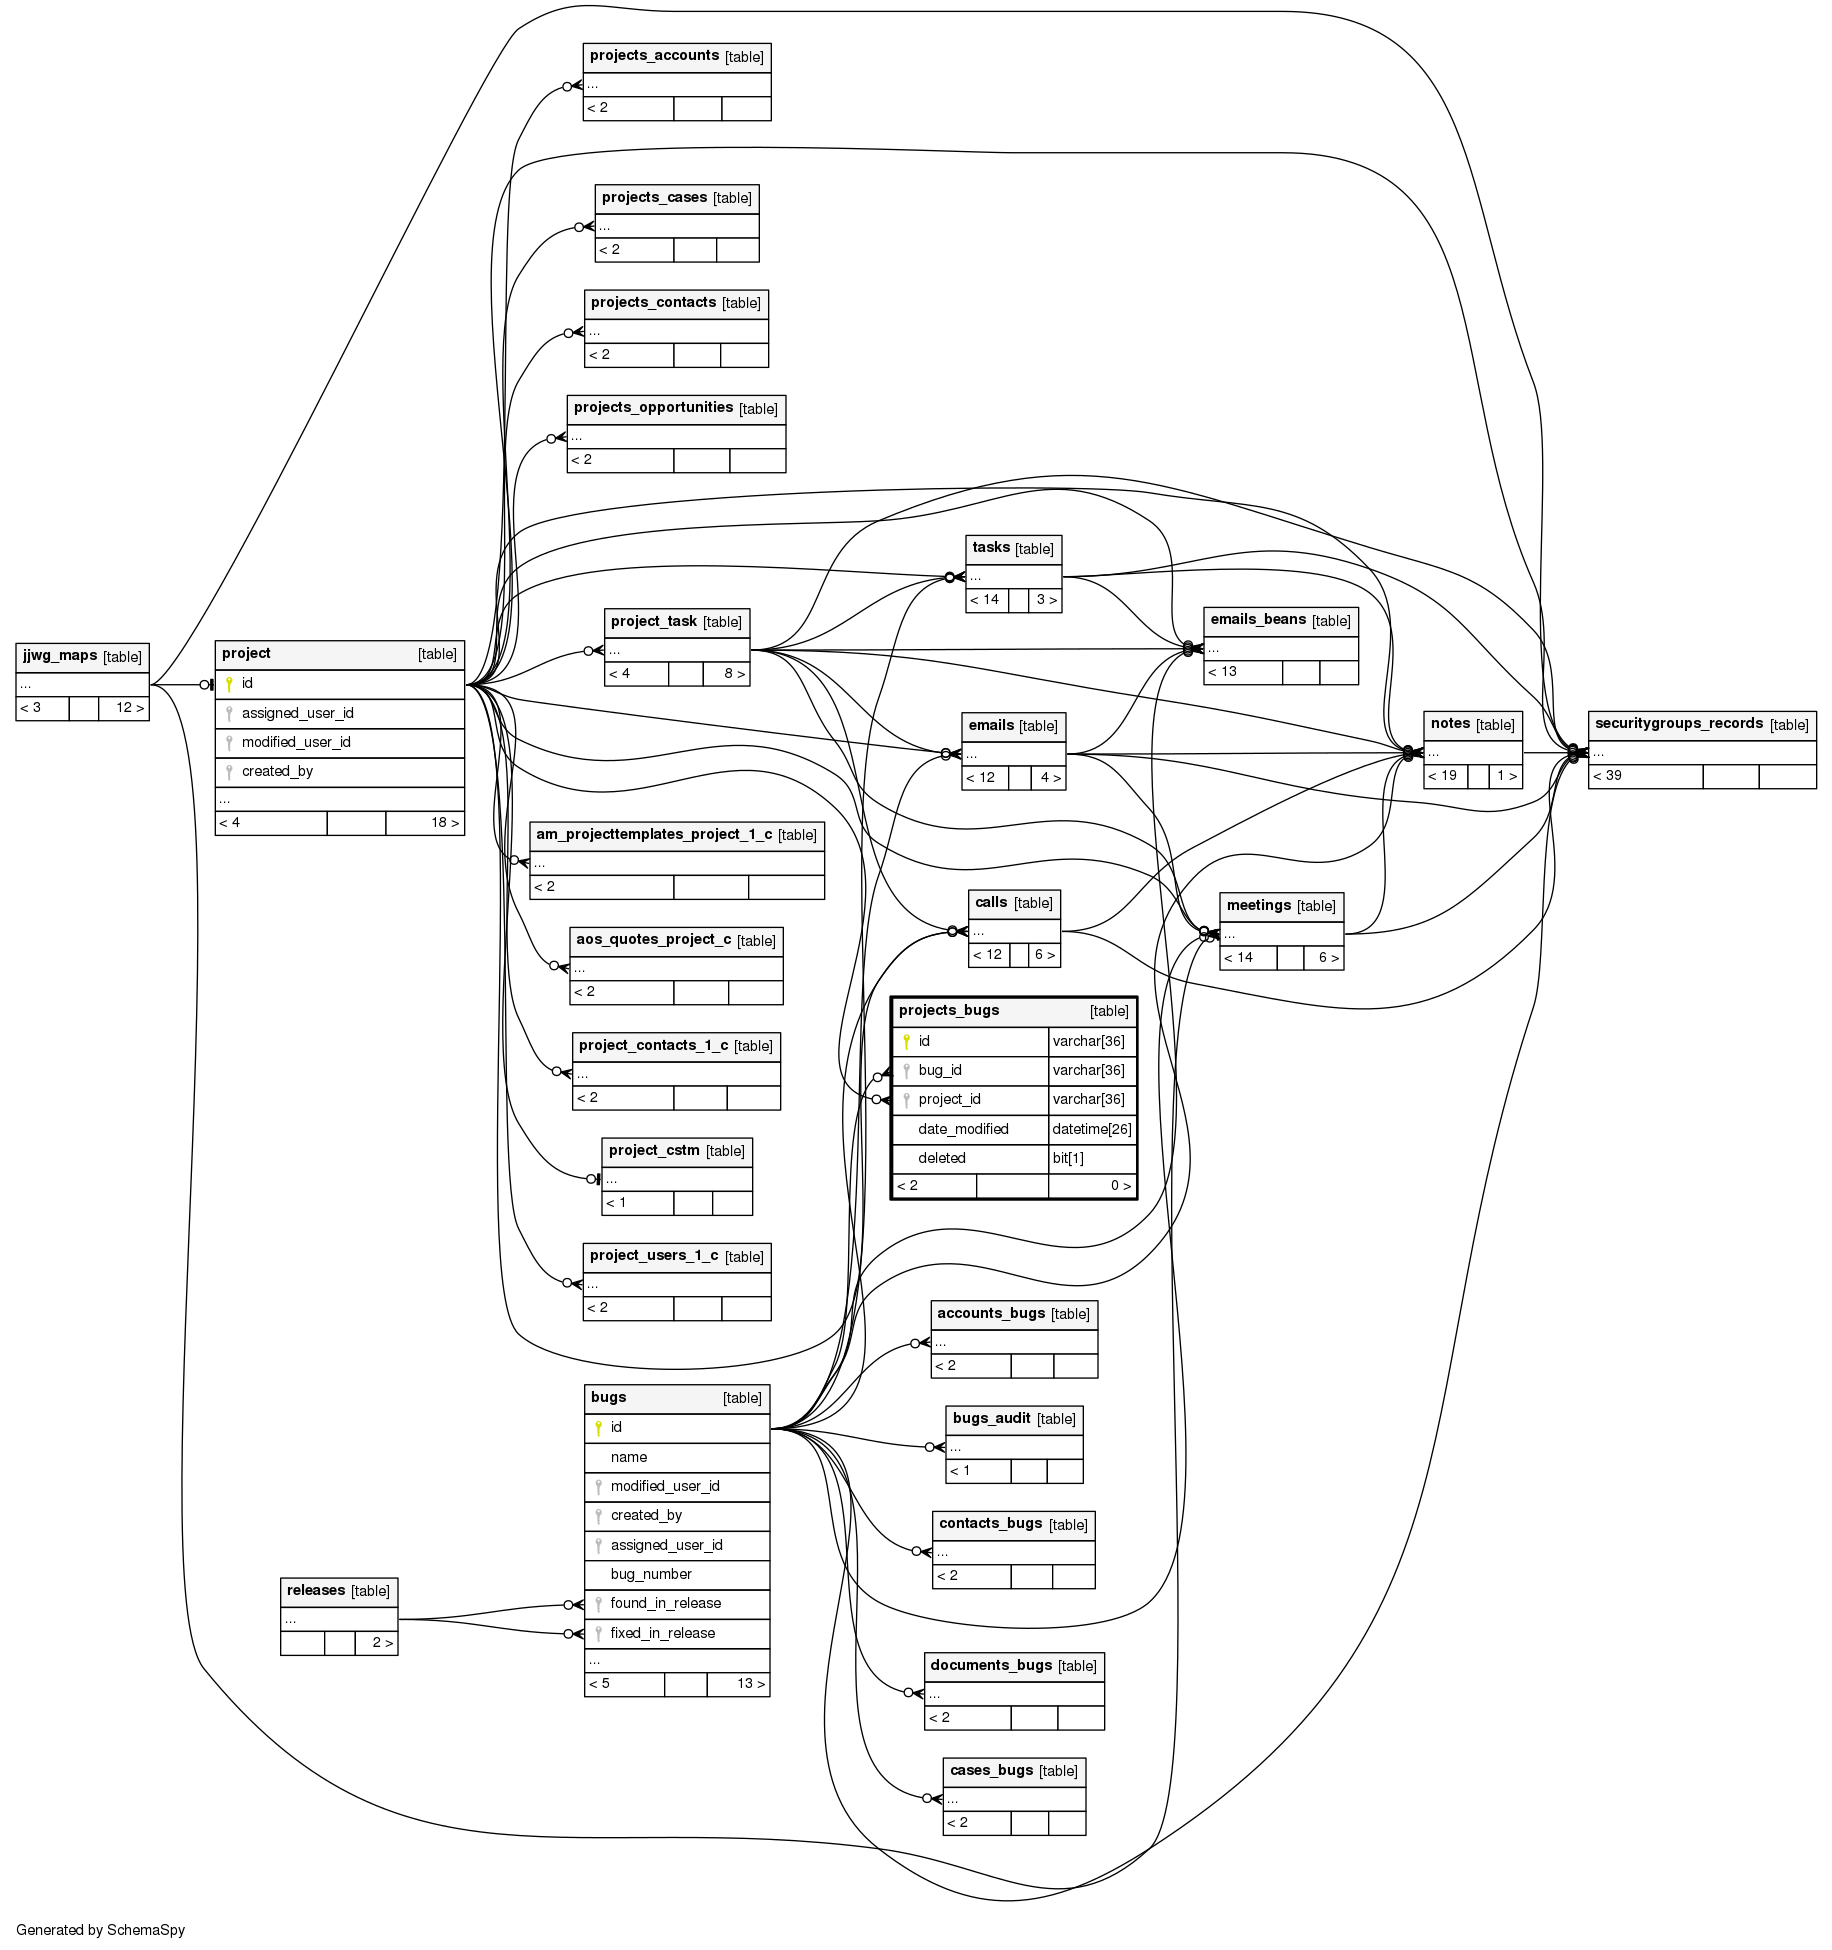 projects_accounts [table]
...
< 2
projects_cases [table]
...
< 2
projects_contacts [table]
...
< 2
projects_opportunities [table]
...
< 2
tasks [table]
...
< 14 3 >
project_task [table]
...
< 4 8 >
emails_beans [table]
...
< 13
jjwg_maps [table]
...
< 3 12 >
project [table]
id
assigned_user_id
modified_user_id
created_by
...
< 4 18 >
emails [table]
...
< 12 4 >
notes [table]
...
< 19 1 >
securitygroups_records [table]
...
< 39
am_projecttemplates_project_1_c [table]
...
< 2
calls [table]
...
< 12 6 >
meetings [table]
...
< 14 6 >
aos_quotes_project_c [table]
...
< 2
projects_bugs [table]
id varchar[36]
bug_id varchar[36]
project_id varchar[36]
date_modified datetime[26]
deleted bit[1]
< 2 0 >
project_contacts_1_c [table]
...
< 2
project_cstm [table]
...
< 1
project_users_1_c [table]
...
< 2
accounts_bugs [table]
...
< 2
bugs [table]
id
name
modified_user_id
created_by
assigned_user_id
bug_number
found_in_release
fixed_in_release
...
< 5 13 >
bugs_audit [table]
...
< 1
contacts_bugs [table]
...
< 2
releases [table]
...
2 >
documents_bugs [table]
...
< 2
cases_bugs [table]
...
< 2
Generated by SchemaSpy